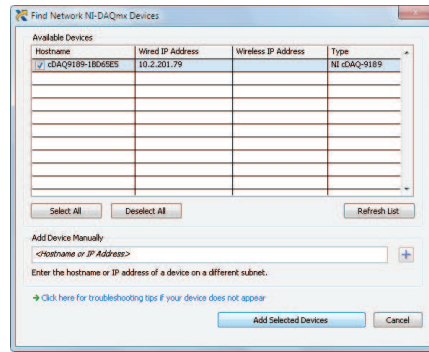 Find Network NI-DAQmx Devices
Available Devices
Hostname Wired IP Address Wireless IP Address Type
cDAQ9189-1BD65E5 10.2.201.79 NI cDAQ-9189
Select All Deselect All Refresh List
Add Device Manually
<Hostname or IP Address>
Enter the hostname or IP address of a device on a different subnet.
Click here for troubleshooting tips if your device does not appear
Add Selected Devices Cancel